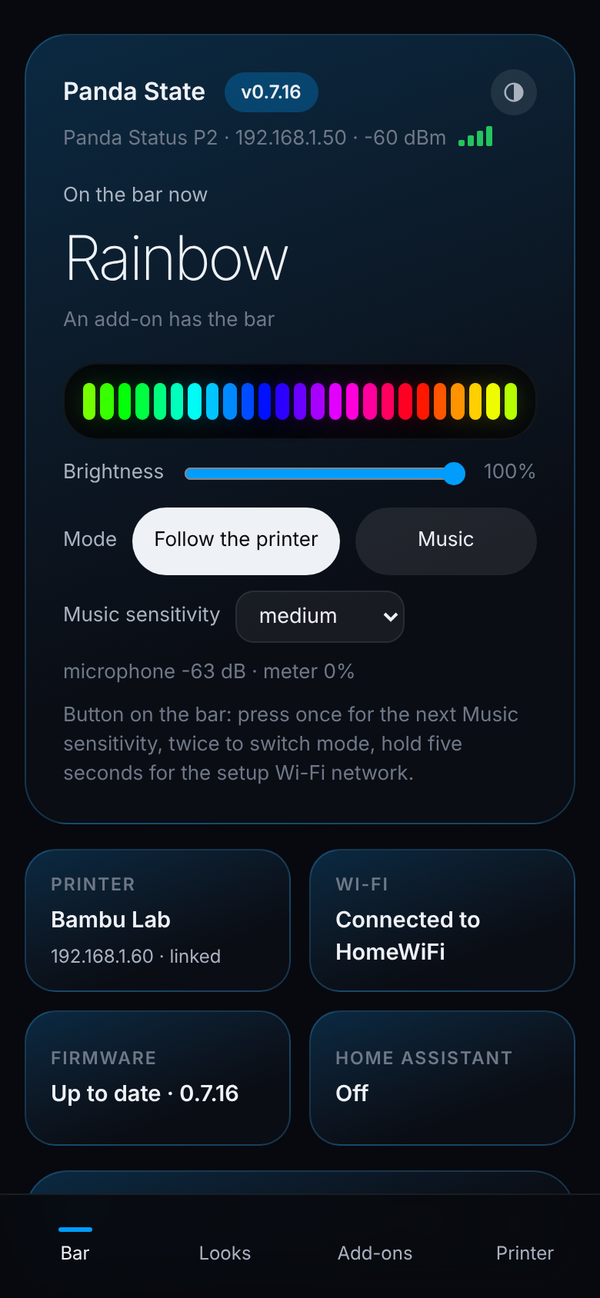 Panda State v0.7.16
Panda Status P2 · 192.168.1.50 · -60 dBm
On the bar now
Rainbow
An add-on has the bar
Brightness 100%
Mode Follow the printer Music
Music sensitivity medium
microphone -63 dB · meter 0%
Button on the bar: press once for the next Music
sensitivity, twice to switch mode, hold five
seconds for the setup Wi-Fi network.
PRINTER
Bambu Lab
192.168.1.60 · linked
WI-FI
Connected to
HomeWiFi
FIRMWARE
Up to date · 0.7.16
HOME ASSISTANT
Off
Bar Looks Add-ons Printer